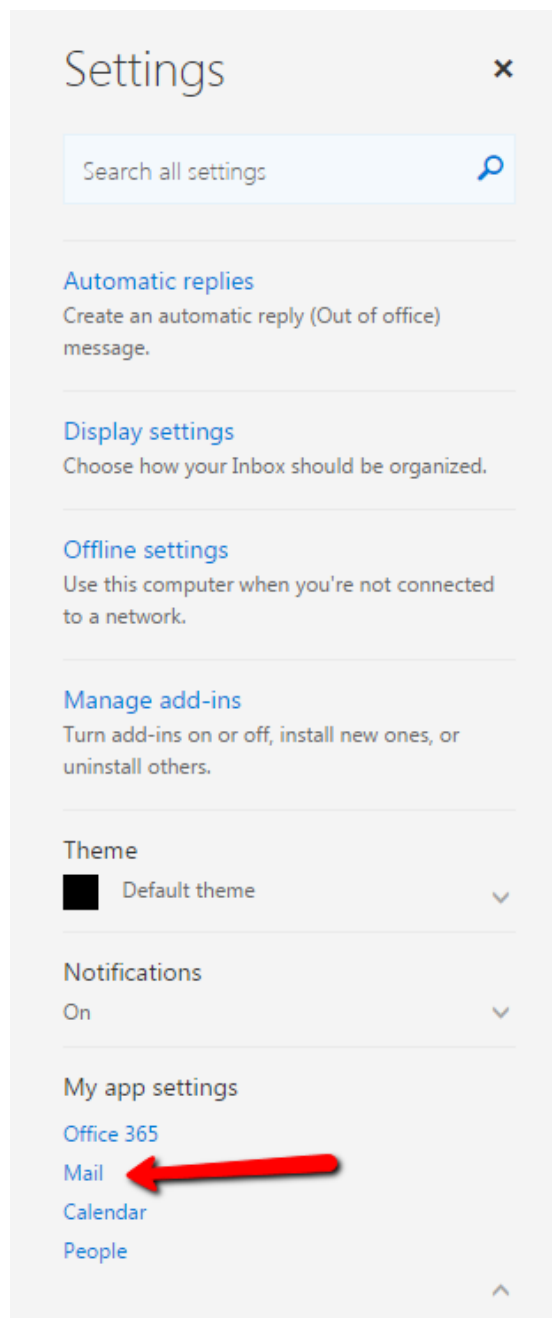 Settings
Search all settings
Automatic replies
Create an automatic reply (Out of office)
message.
Display settings
Choose how your Inbox should be organized.
Offline settings
Use this computer when you're not connected
to a network.
Manage add-ins
Turn add-ins on or off, install new ones, or
uninstall others.
Theme
Default theme
Notifications
On
My app settings
Office 365
Mail
Calendar
People